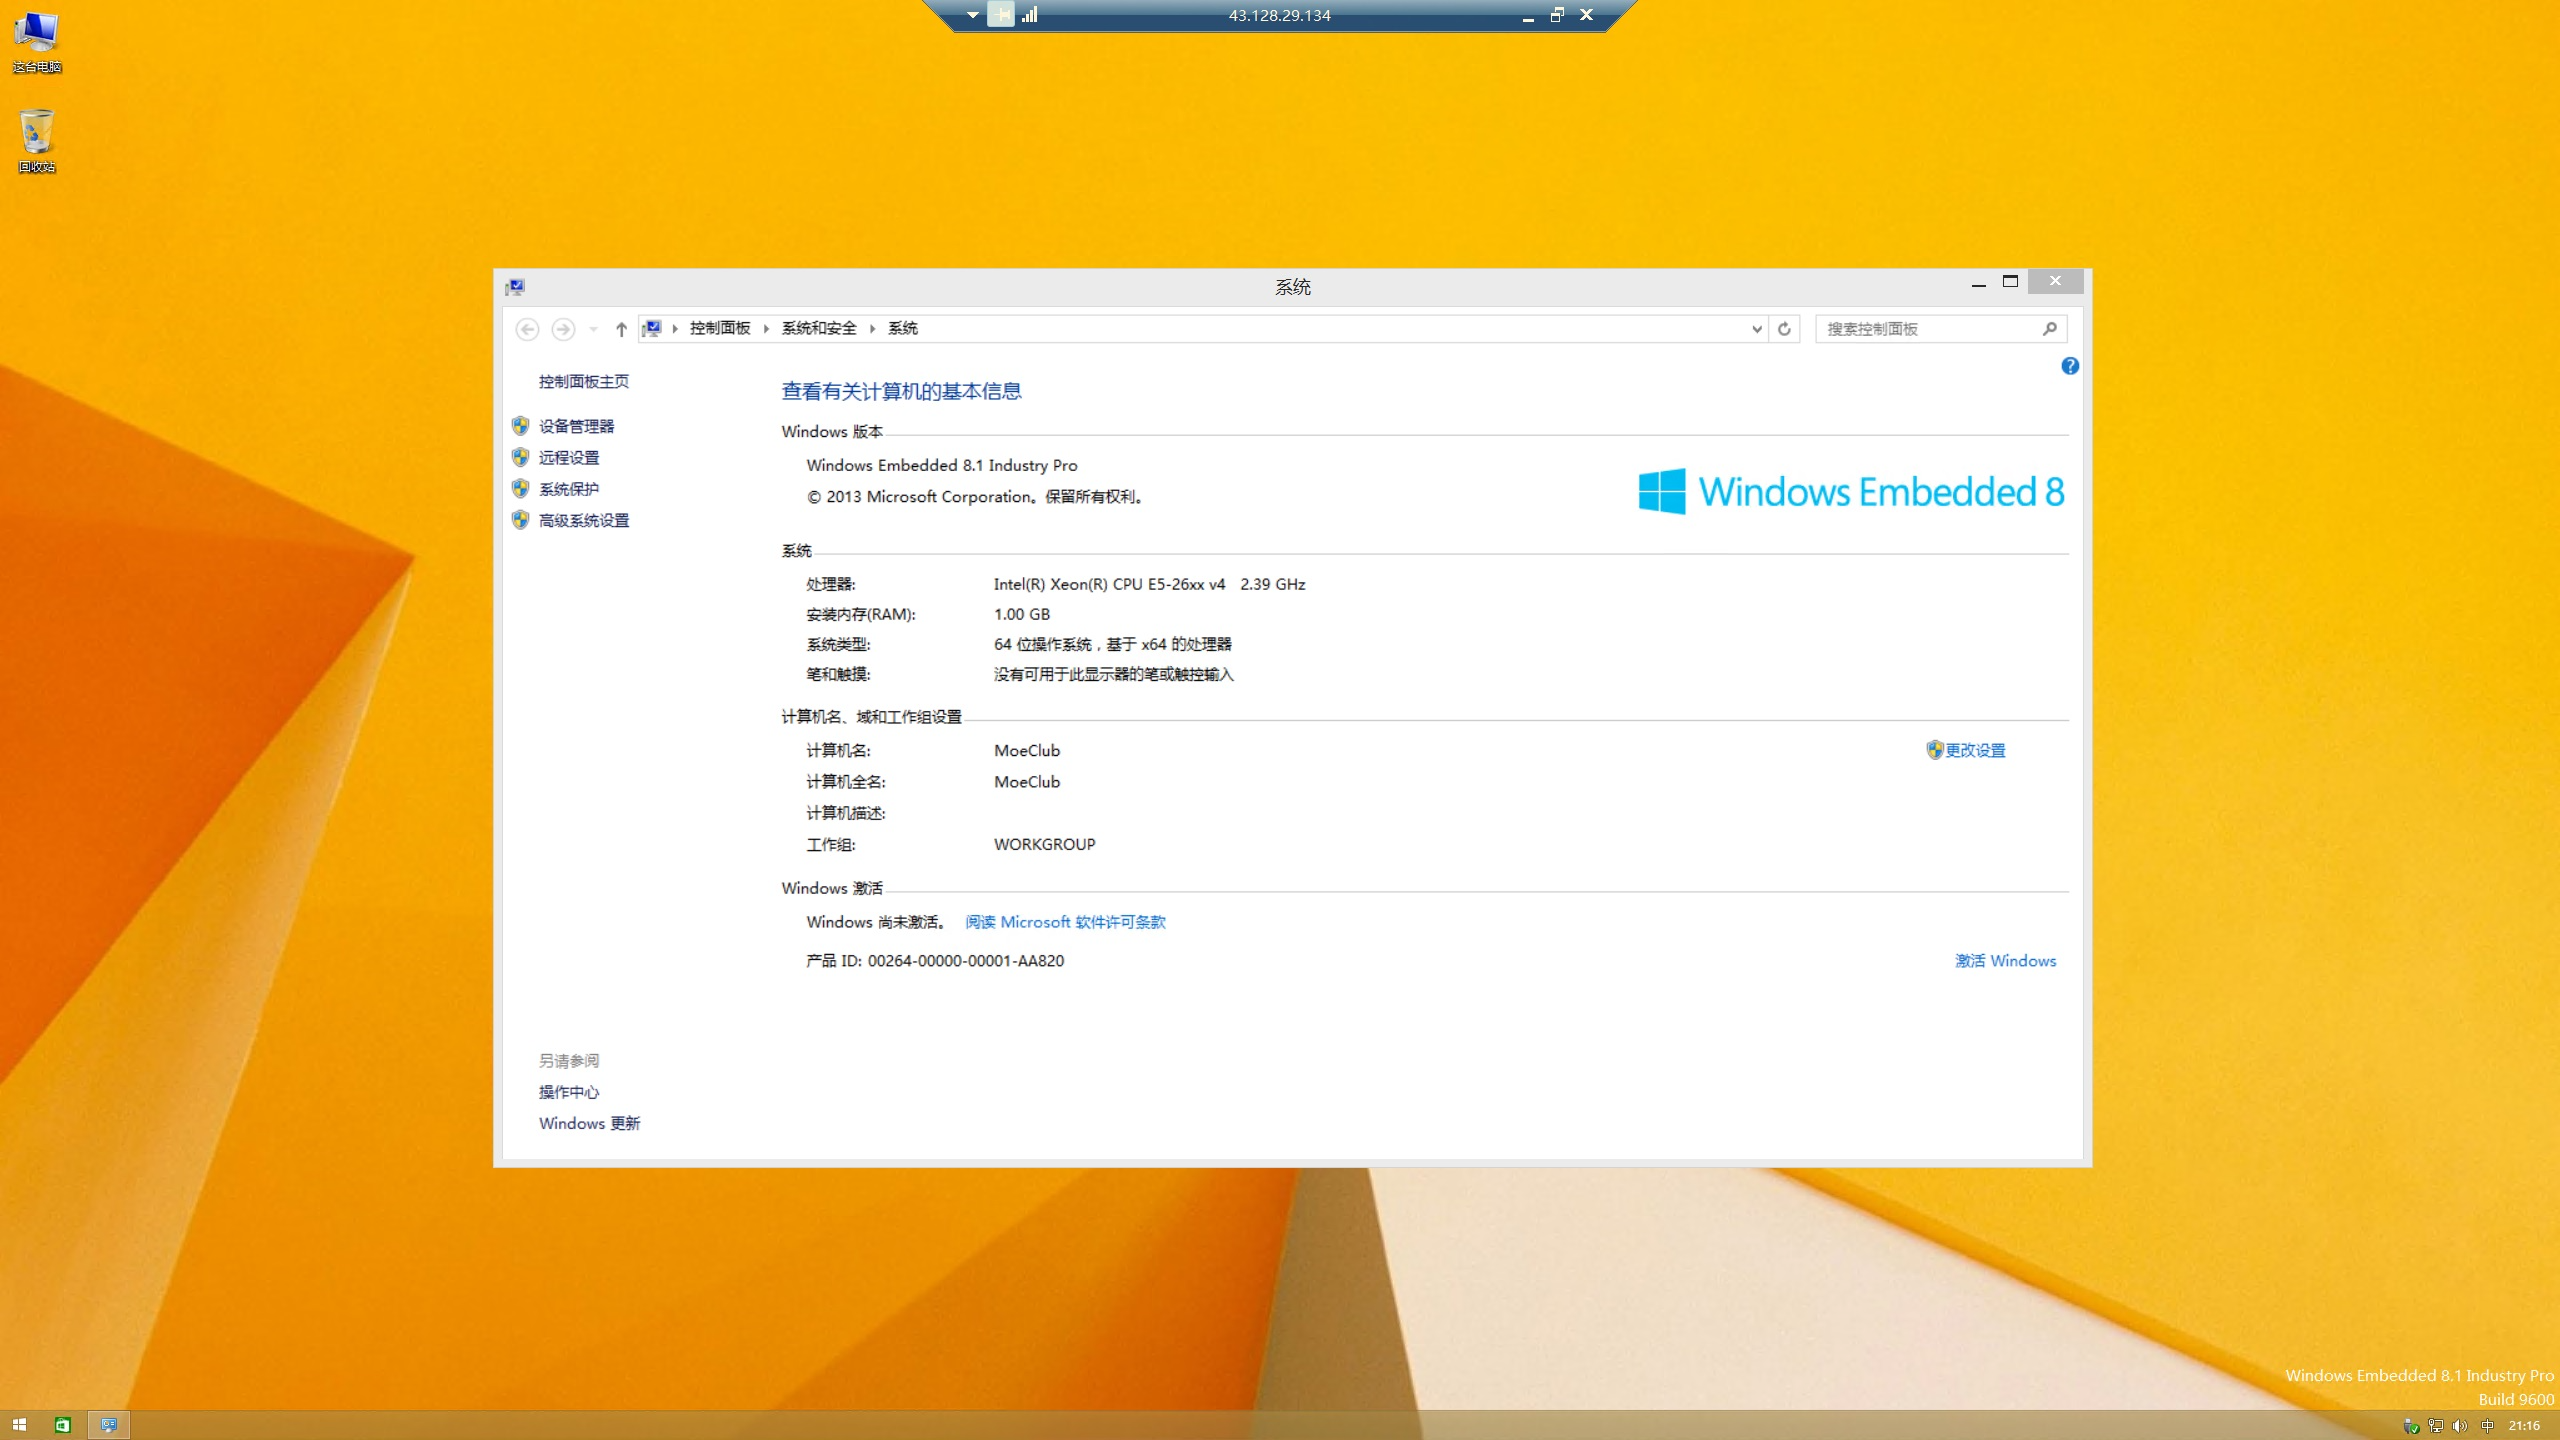 43.128.29.134
这台电脑
回收站
系统
控制面板 系统和安全 系统
搜索控制面板
控制面板主页
设备管理器
远程设置
系统保护
高级系统设置
查看有关计算机的基本信息
Windows 版本
Windows Embedded 8.1 Industry Pro
© 2013 Microsoft Corporation。保留所有权利。
Windows Embedded 8
系统
处理器: Intel(R) Xeon(R) CPU E5-26xx v4 2.39 GHz
安装内存(RAM): 1.00 GB
系统类型: 64 位操作系统，基于 x64 的处理器
笔和触摸: 没有可用于此显示器的笔或触控输入
计算机名、域和工作组设置
计算机名: MoeClub
更改设置
计算机全名: MoeClub
计算机描述:
工作组: WORKGROUP
Windows 激活
Windows 尚未激活。 阅读 Microsoft 软件许可条款
产品 ID: 00264-00000-00001-AA820
激活 Windows
另请参阅
操作中心
Windows 更新
Windows Embedded 8.1 Industry Pro
Build 9600
中 21:16